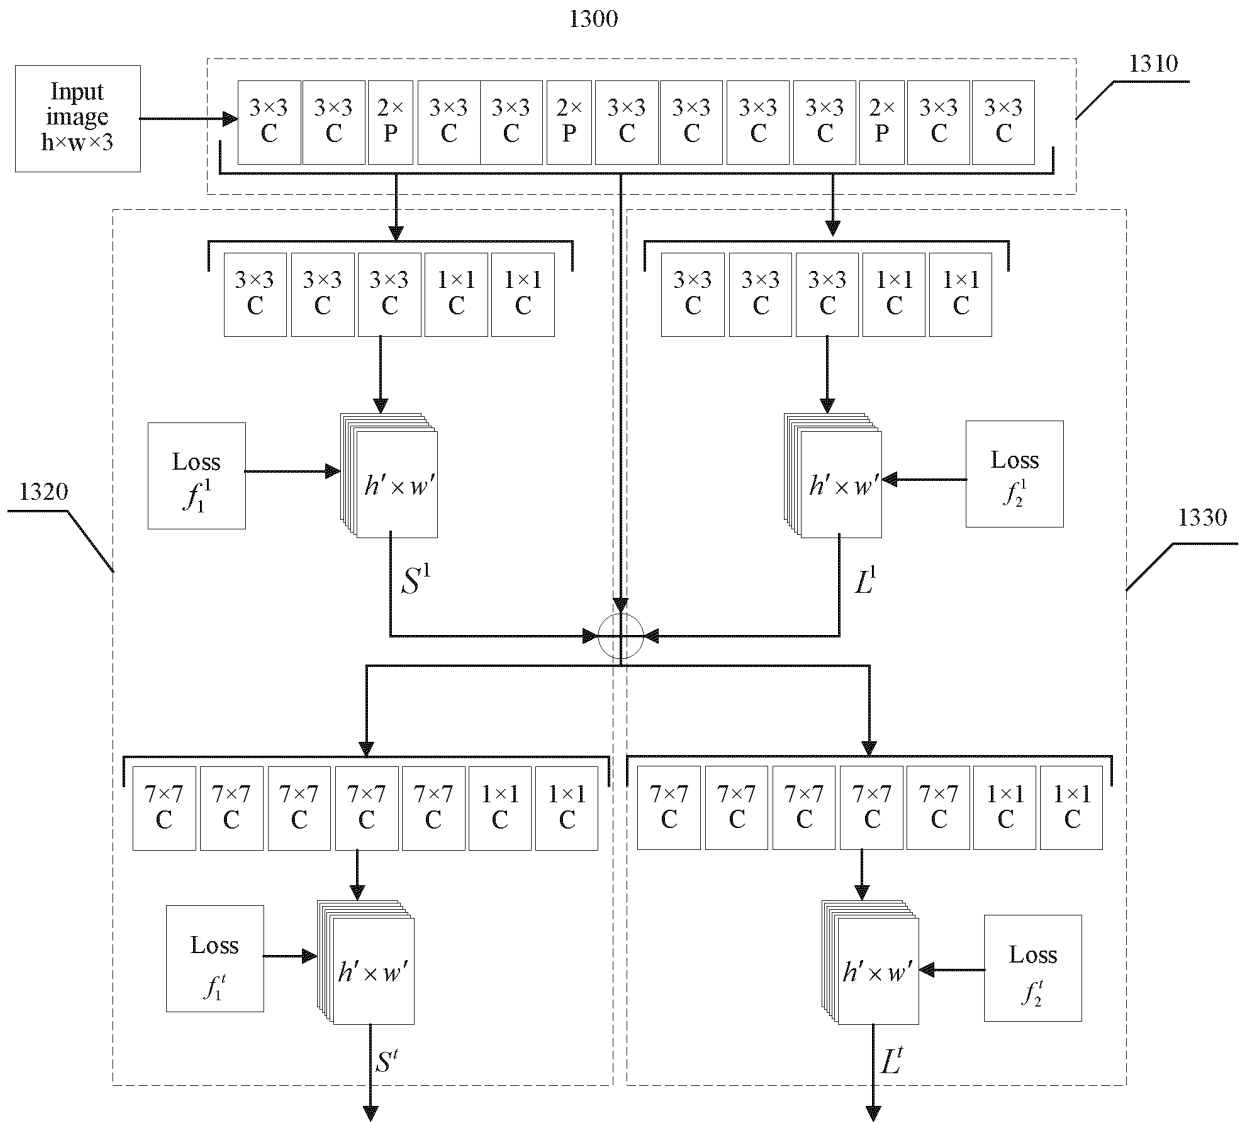 1300
1310
Input
image
h×w×3
3×3 3×3 2× 3×3 3×3 2× 3×3 3×3 3×3 3×3 2× 3×3 3×3
C C P C C P C C C C P C C
3×3 3×3 3×3 1×1 1×1
C C C C C
3×3 3×3 3×3 1×1 1×1
C C C C C
Loss
f₁¹
h′×w′
h′×w′
Loss
f₂¹
1320
1330
S¹
L¹
7×7 7×7 7×7 7×7 7×7 1×1 1×1
C C C C C C C
7×7 7×7 7×7 7×7 7×7 1×1 1×1
C C C C C C C
Loss
f₁ᵗ
h′×w′
h′×w′
Loss
f₂ᵗ
Sᵗ
Lᵗ